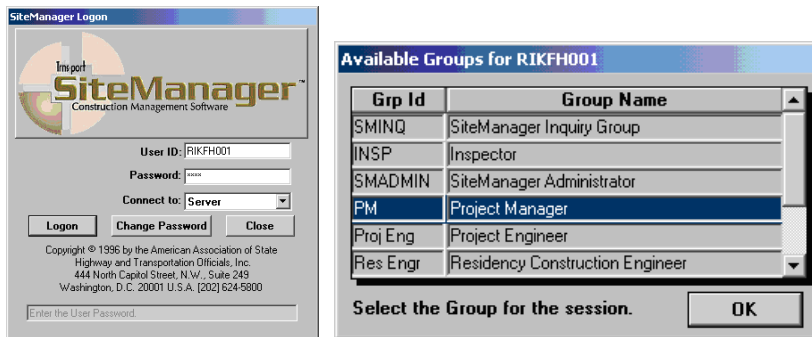 SiteManager Logon
Trnsport
SiteManager™
Construction Management Software
User ID: RIKFH001
Password: ××××
Connect to: Server
Logon Change Password Close
Copyright © 1996 by the American Association of State
Highway and Transportation Officials, Inc.
444 North Capitol Street, N.W., Suite 249
Washington, D.C. 20001 U.S.A. [202] 624-5800
Enter the User Password.
Available Groups for RIKFH001
Grp Id Group Name
SMINQ SiteManager Inquiry Group
INSP Inspector
SMADMIN SiteManager Administrator
PM Project Manager
Proj Eng Project Engineer
Res Engr Residency Construction Engineer
Select the Group for the session. OK